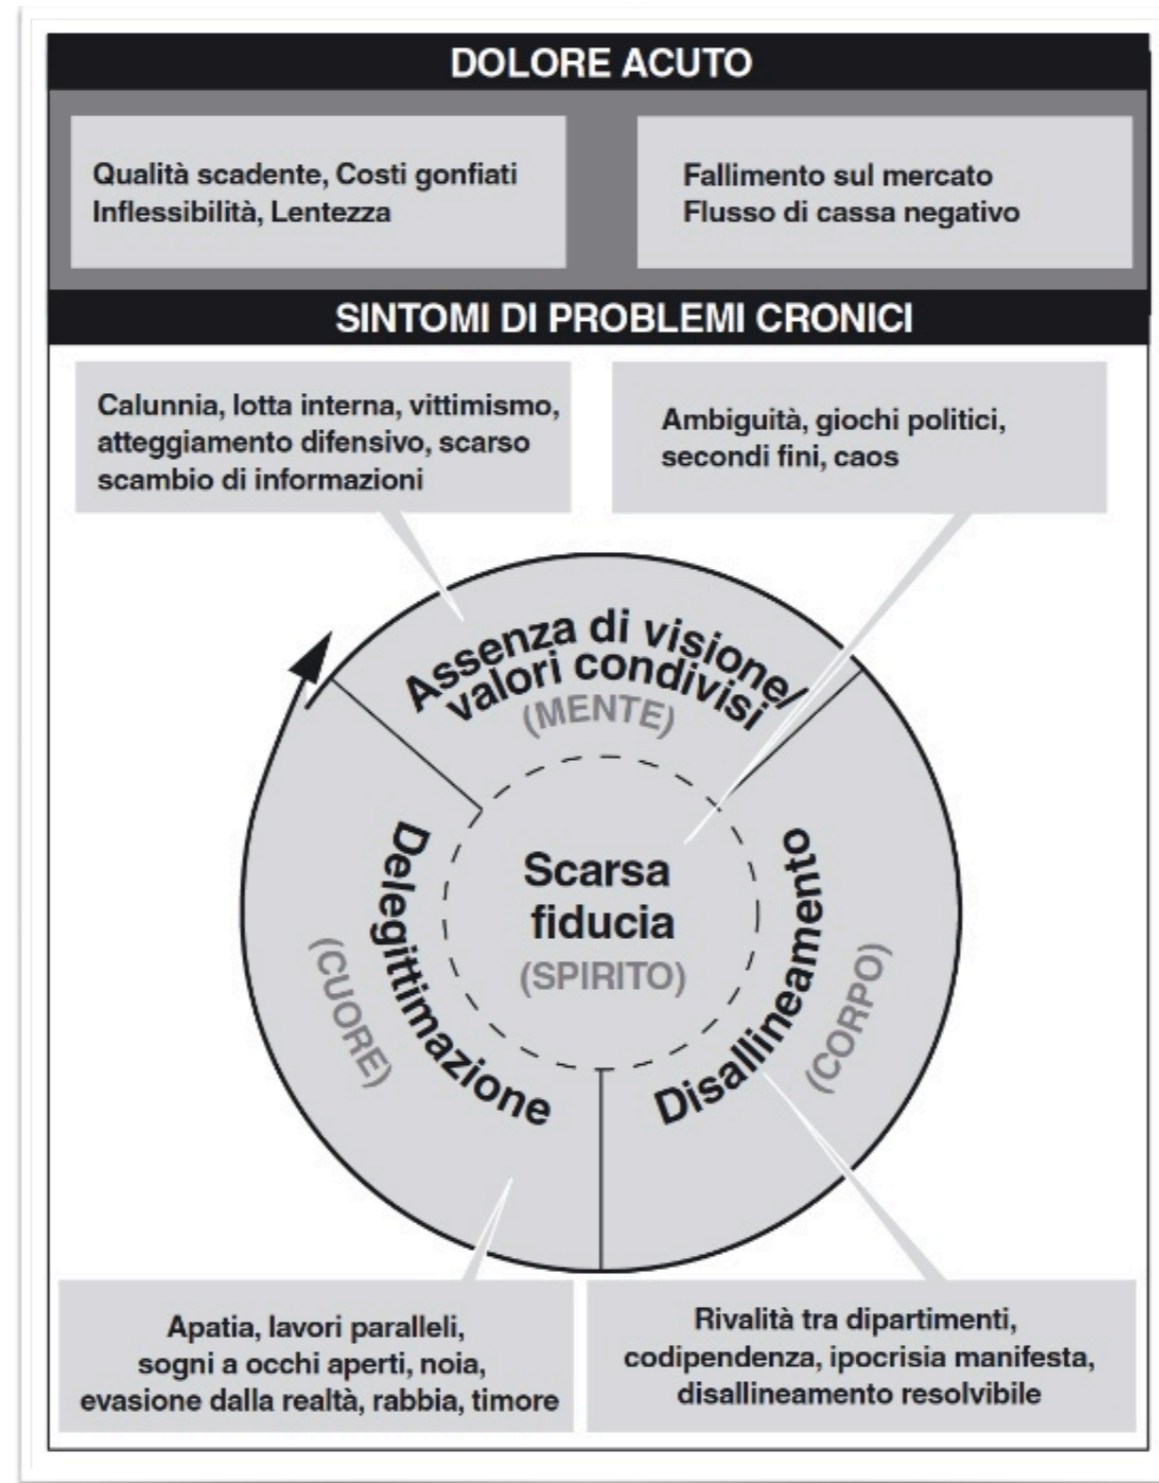 DOLORE ACUTO
Qualità scadente, Costi gonfiati
Inflessibilità, Lentezza
Fallimento sul mercato
Flusso di cassa negativo
SINTOMI DI PROBLEMI CRONICI
Calunnia, lotta interna, vittimismo,
atteggiamento difensivo, scarso
scambio di informazioni
Ambiguità, giochi politici,
secondi fini, caos
Assenza di visione/
valori condivisi
(MENTE)
Delegittimazione
(CUORE)
Scarsa
fiducia
(SPIRITO)
Disallineamento
(CORPO)
Apatia, lavori paralleli,
sogni a occhi aperti, noia,
evasione dalla realtà, rabbia, timore
Rivalità tra dipartimenti,
codipendenza, ipocrisia manifesta,
disallineamento resolvibile